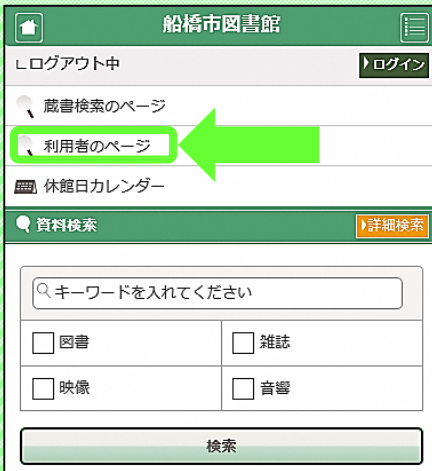 船橋市図書館
Lログアウト中
ログイン
蔵書検索のページ
利用者のページ
休館日カレンダー
資料検索
詳細検索
キーワードを入れてください
図書
雑誌
映像
音響
検索